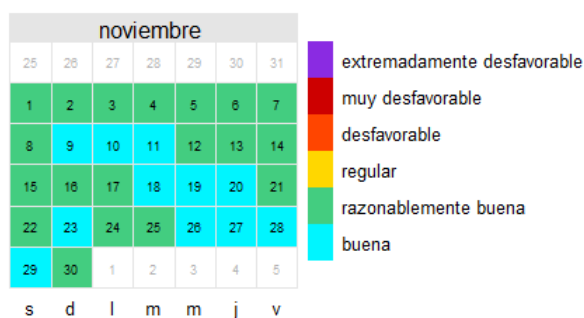 noviembre
25 26 27 28 29 30 31
1 2 3 4 5 6 7
8 9 10 11 12 13 14
15 16 17 18 19 20 21
22 23 24 25 26 27 28
29 30 1 2 3 4 5
s d l m m j v
extremadamente desfavorable
muy desfavorable
desfavorable
regular
razonablemente buena
buena